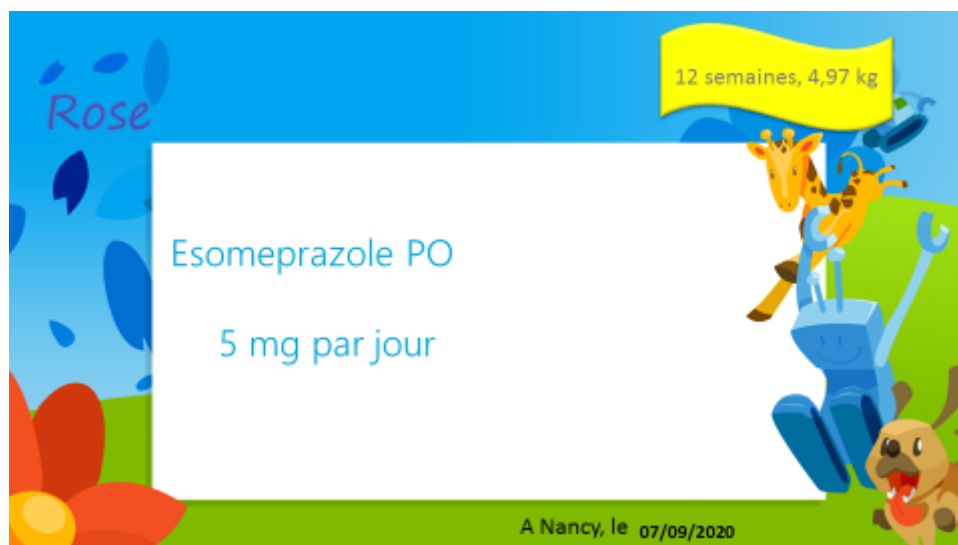 12 semaines, 4,97 kg
Rose
Esomeprazole PO
5 mg par jour
A Nancy, le 07/09/2020